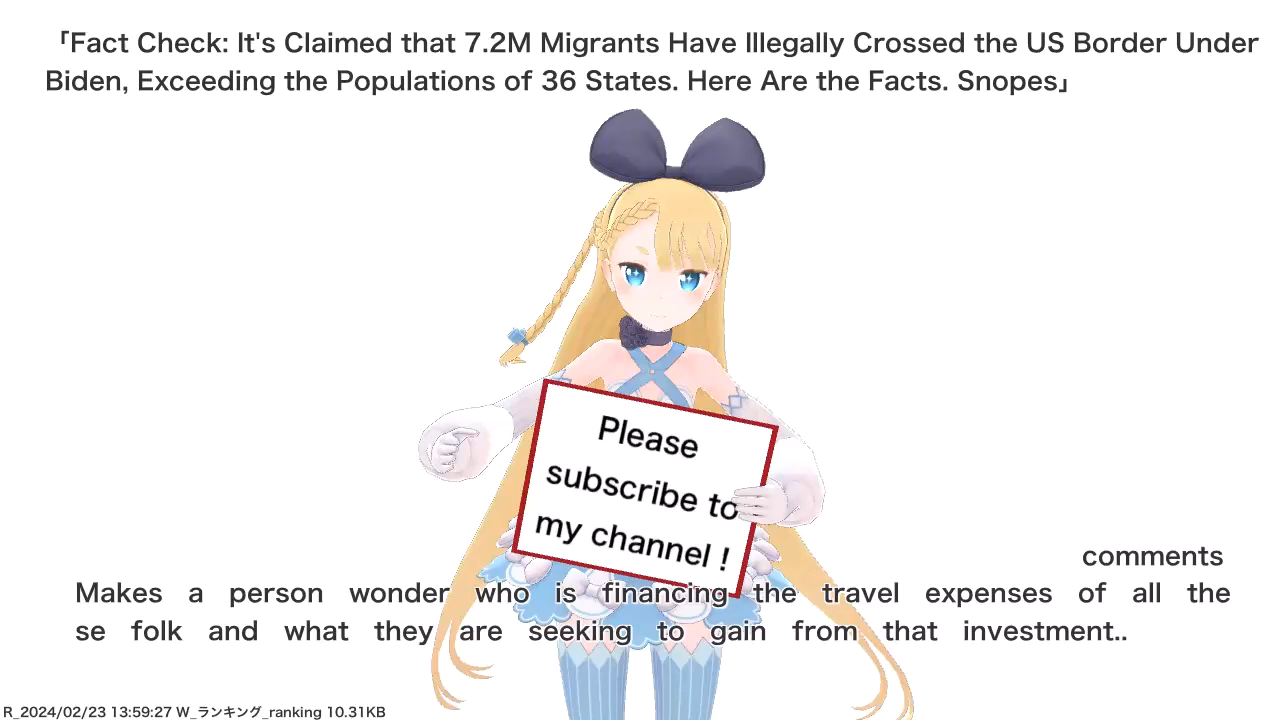 「Fact Check: It's Claimed that 7.2M Migrants Have Illegally Crossed the US Border Under
Biden, Exceeding the Populations of 36 States. Here Are the Facts. Snopes」
Please
subscribe to
my channel !
comments
Makes a person wonder who is financing the travel expenses of all the
se folk and what they are seeking to gain from that investment..
R_2024/02/23 13:59:27 W_ランキング_ranking 10.31KB